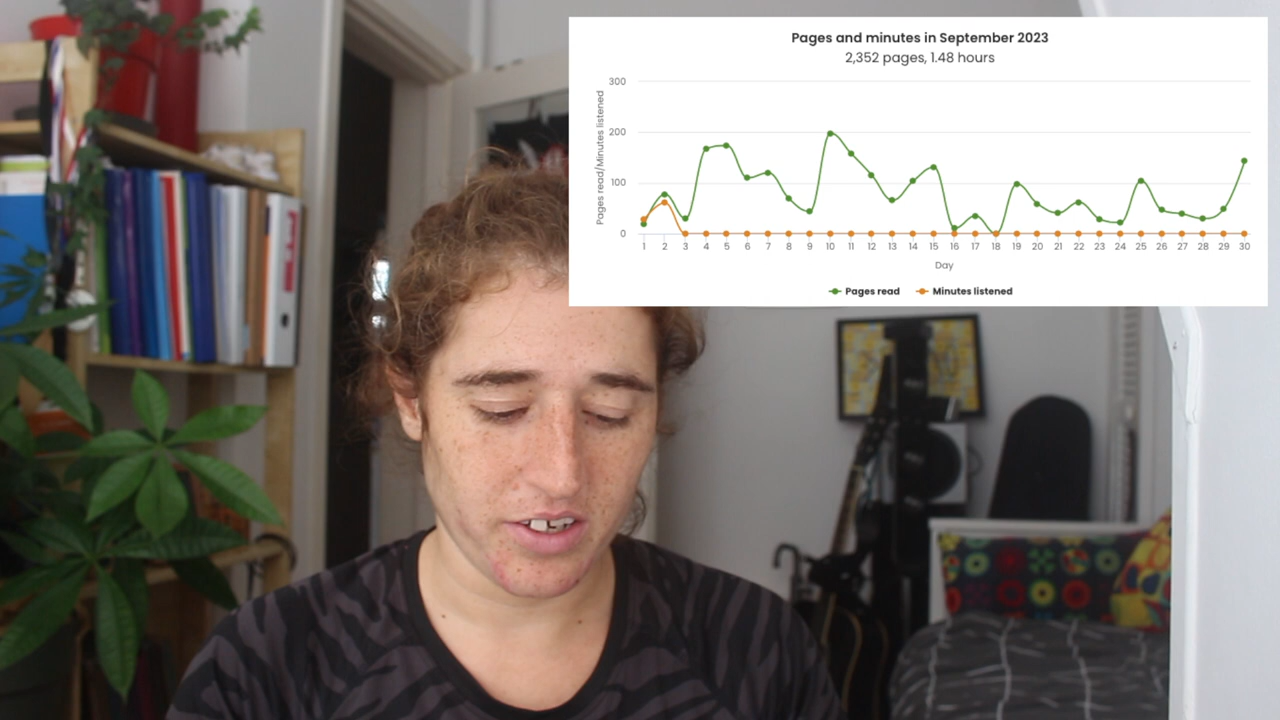 Pages and minutes in September 2023
2,352 pages, 1.48 hours
Pages read/Minutes listened
300
200
100
0
1 2 3 4 5 6 7 8 9 10 11 12 13 14 15 16 17 18 19 20 21 22 23 24 25 26 27 28 29 30
Day
Pages read Minutes listened